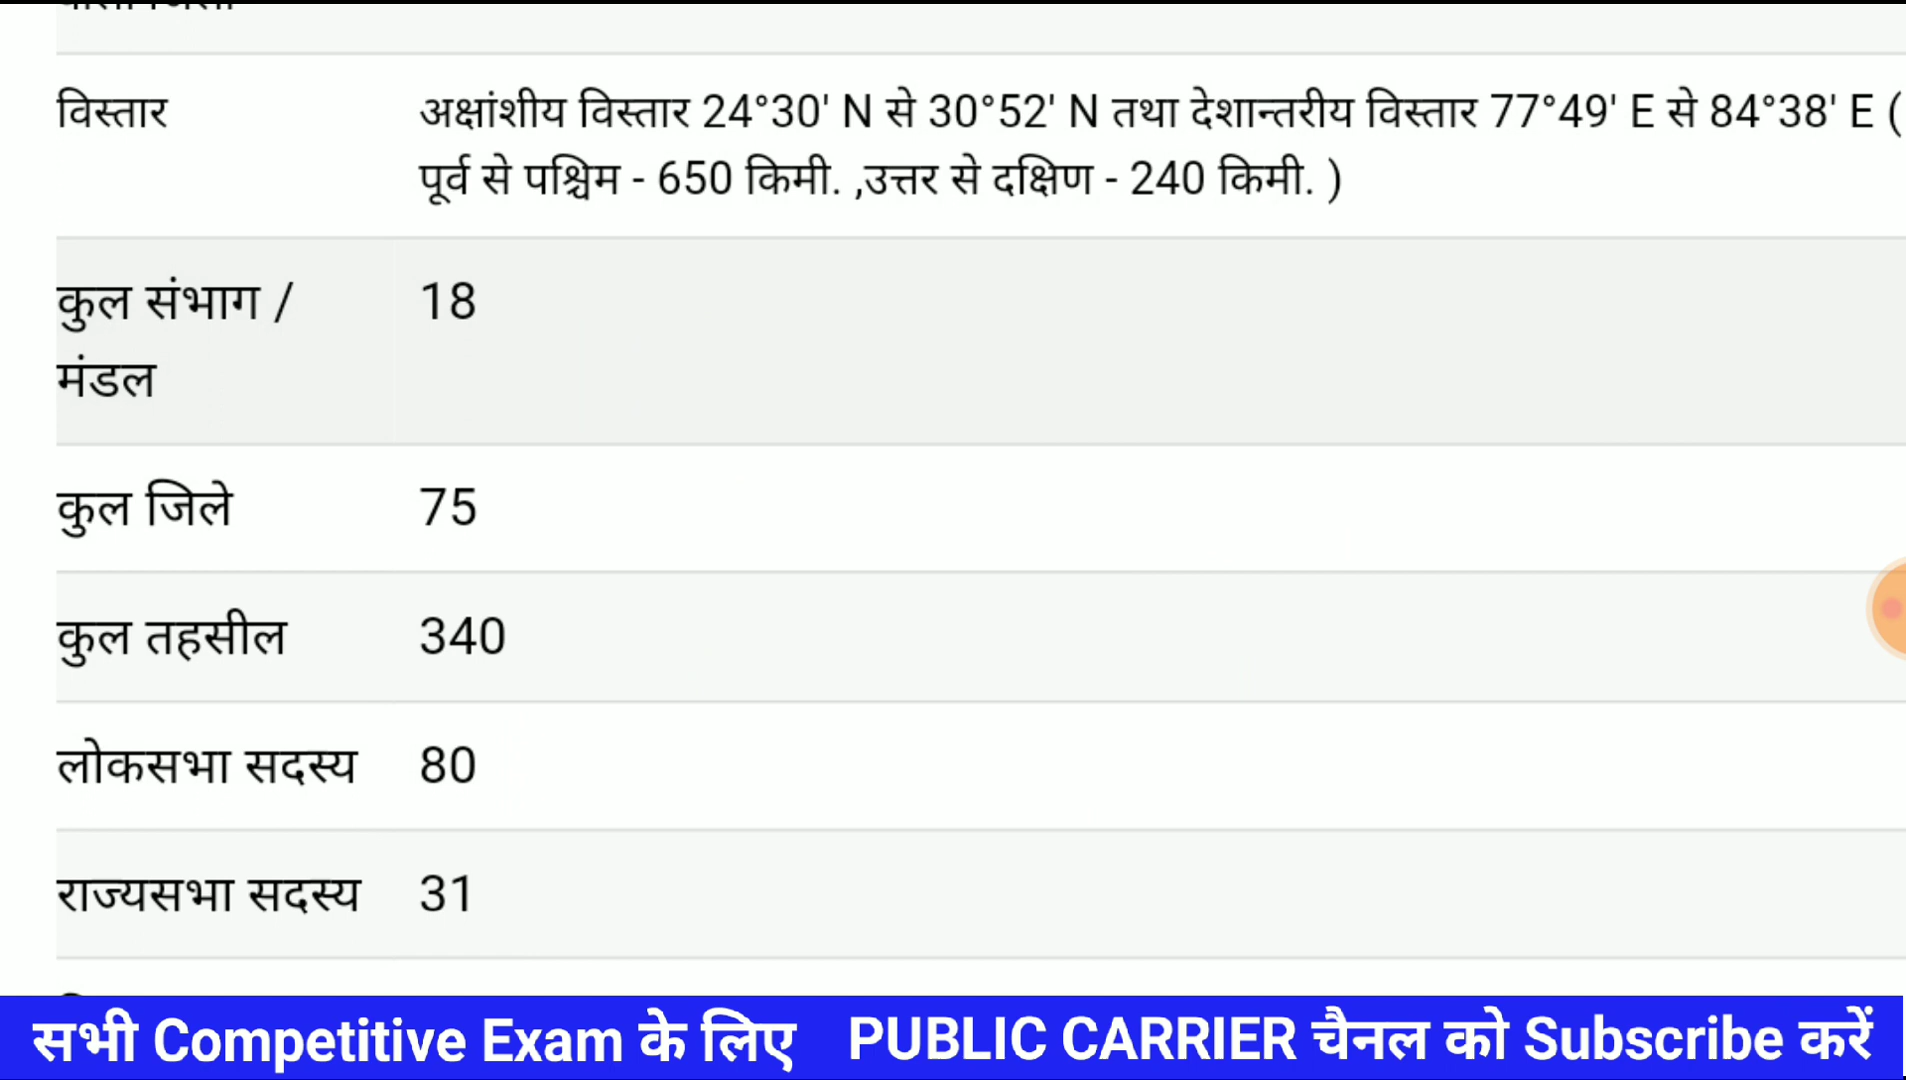 विस्तार
अक्षांशीय विस्तार 24°30' N से 30°52' N तथा देशान्तरीय विस्तार 77°49' E से 84°38' E (
पूर्व से पश्चिम - 650 किमी. ,उत्तर से दक्षिण - 240 किमी. )
कुल संभाग /
मंडल
18
कुल जिले
75
कुल तहसील
340
लोकसभा सदस्य
80
राज्यसभा सदस्य
31
सभी Competitive Exam के लिए PUBLIC CARRIER चैनल को Subscribe करें